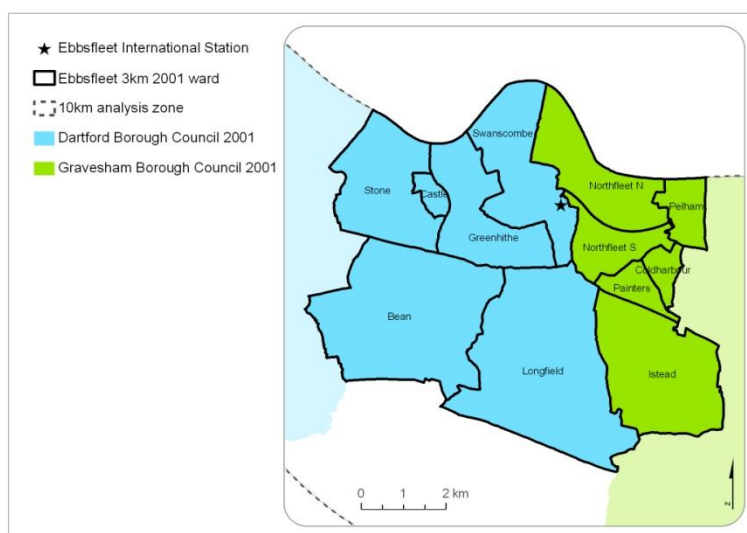 Ebbsfleet International Station
Ebbsfleet 3km 2001 ward
10km analysis zone
Dartford Borough Council 2001
Gravesham Borough Council 2001
Swanscombe
Northfleet N
Stone
Castle
Pelham
Greenhithe
Northfleet S
Coldharbour
Painters
Bean
Longfield
Istead
0 1 2 km
N